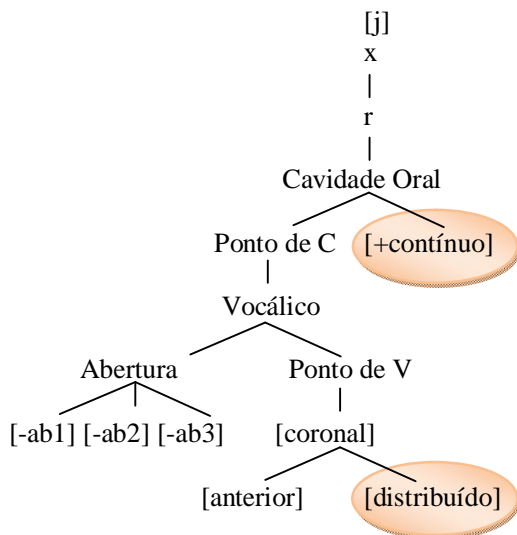 [j]
x
r
Cavidade Oral
Ponto de C [+contínuo]
Vocálico
Abertura Ponto de V
[-ab1] [-ab2] [-ab3] [coronal]
[anterior] [distribuído]